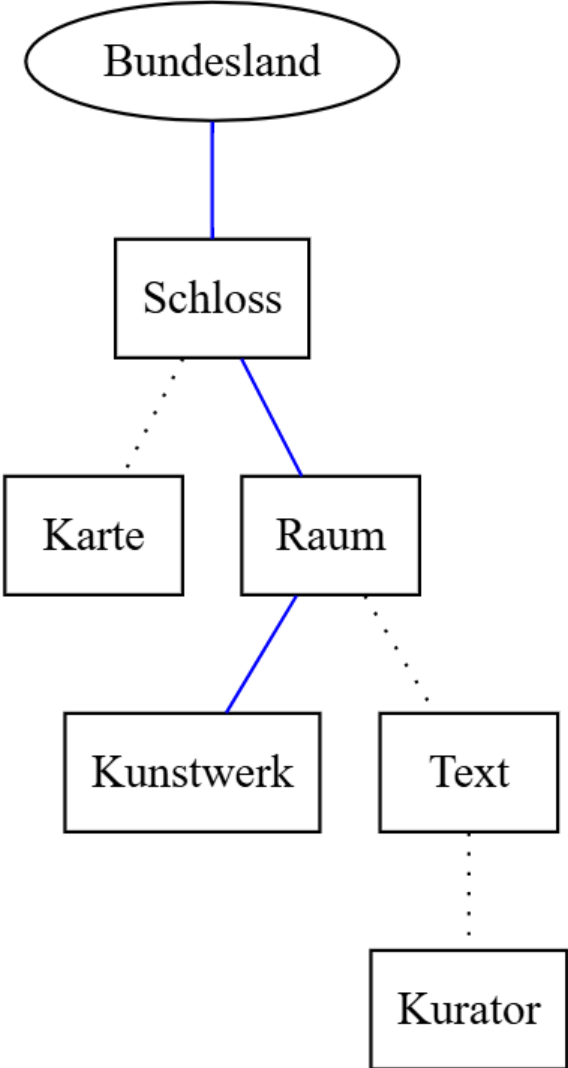 Bundesland
Schloss
Karte
Raum
Kunstwerk
Text
Kurator